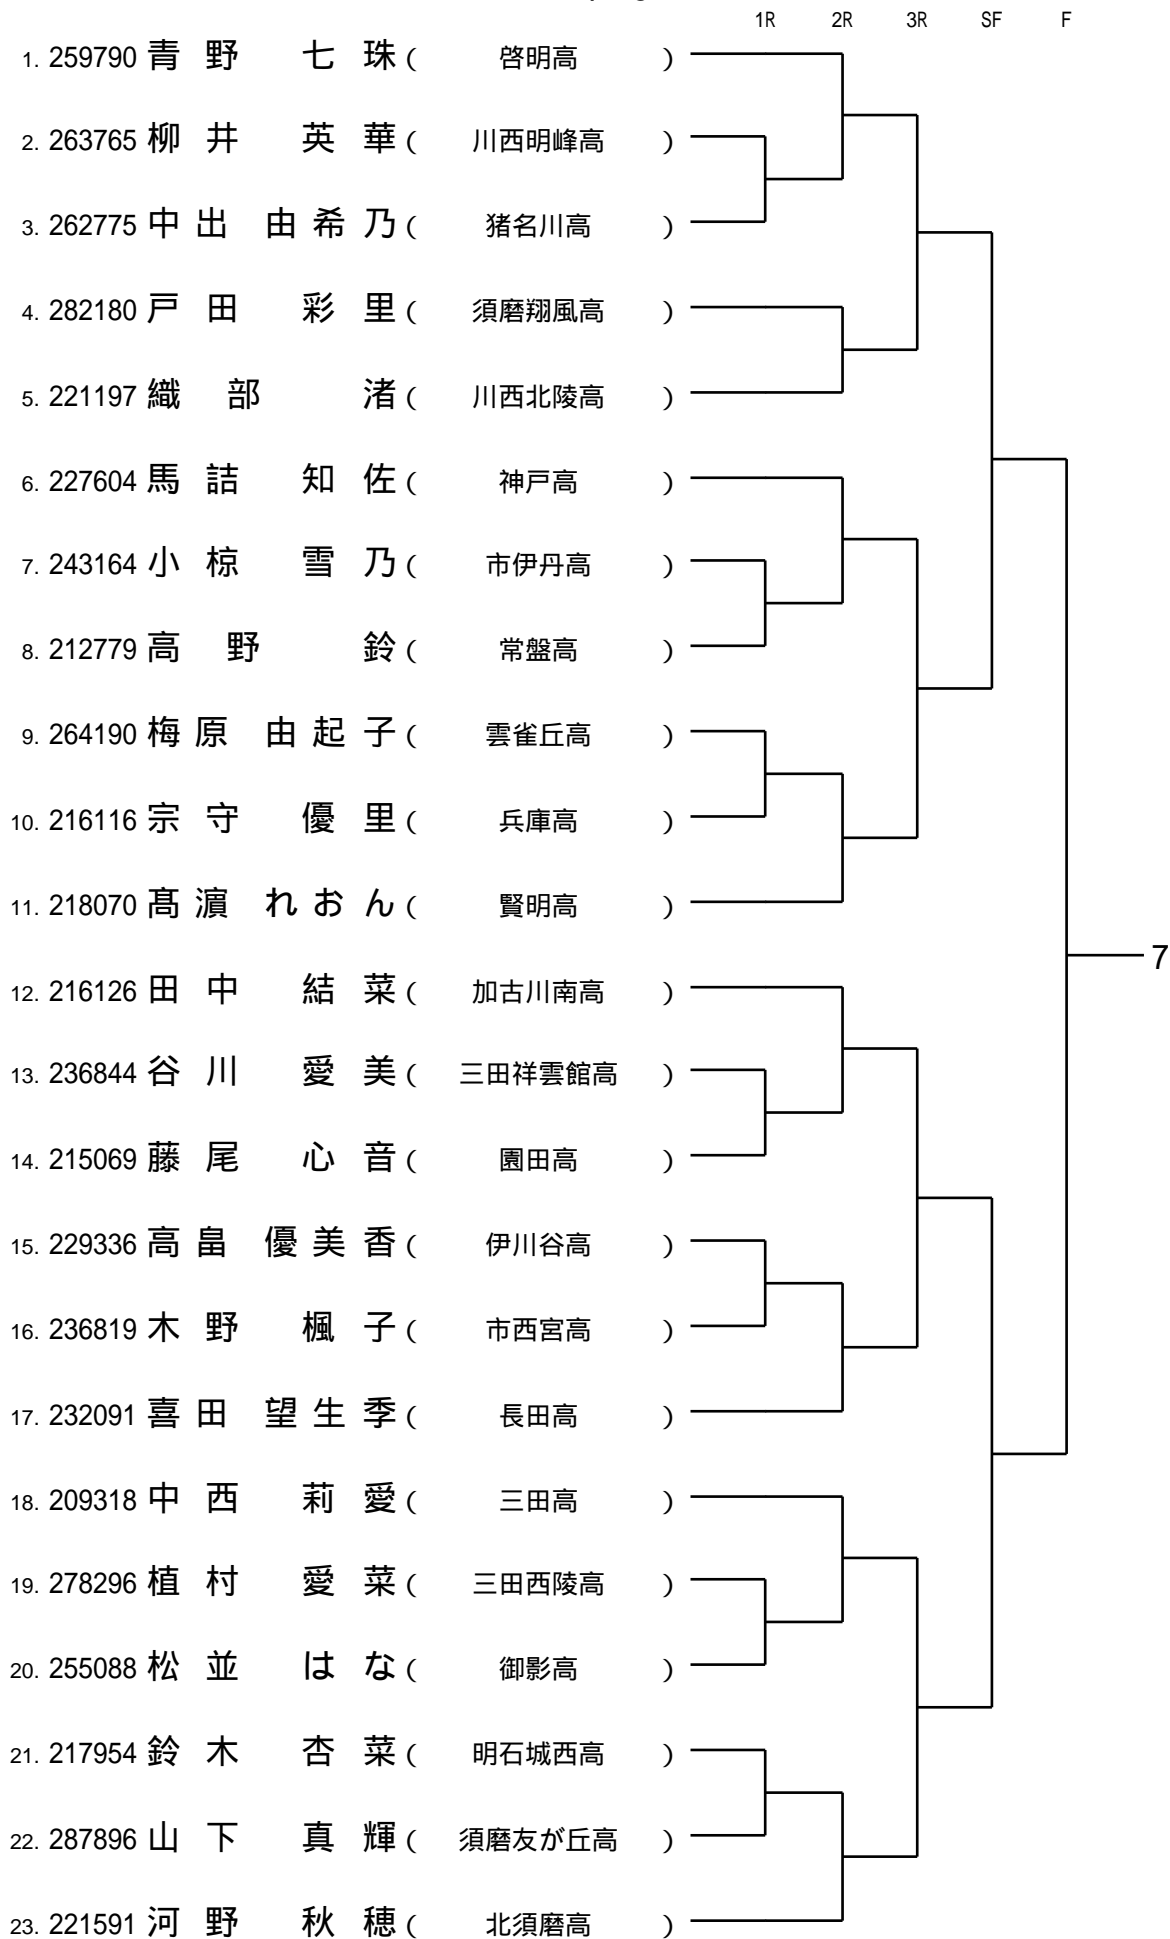 1R 2R 3R SF F
1. 259790 青野 七珠 ( 啓明高 )
2. 263765 柳井 英華 ( 川西明峰高 )
3. 262775 中出 由希乃 ( 猪名川高 )
4. 282180 戸田 彩里 ( 須磨翔風高 )
5. 221197 織部 渚 ( 川西北陵高 )
6. 227604 馬詰 知佐 ( 神戸高 )
7. 243164 小椋 雪乃 ( 市伊丹高 )
8. 212779 高野 鈴 ( 常盤高 )
9. 264190 梅原 由起子 ( 雲雀丘高 )
10. 216116 宗守 優里 ( 兵庫高 )
11. 218070 髙濵 れおん ( 賢明高 )
7
12. 216126 田中 結菜 ( 加古川南高 )
13. 236844 谷川 愛美 ( 三田祥雲館高 )
14. 215069 藤尾 心音 ( 園田高 )
15. 229336 高畠 優美香 ( 伊川谷高 )
16. 236819 木野 楓子 ( 市西宮高 )
17. 232091 喜田 望生季 ( 長田高 )
18. 209318 中西 莉愛 ( 三田高 )
19. 278296 植村 愛菜 ( 三田西陵高 )
20. 255088 松並 はな ( 御影高 )
21. 217954 鈴木 杏菜 ( 明石城西高 )
22. 287896 山下 真輝 ( 須磨友が丘高 )
23. 221591 河野 秋穂 ( 北須磨高 )